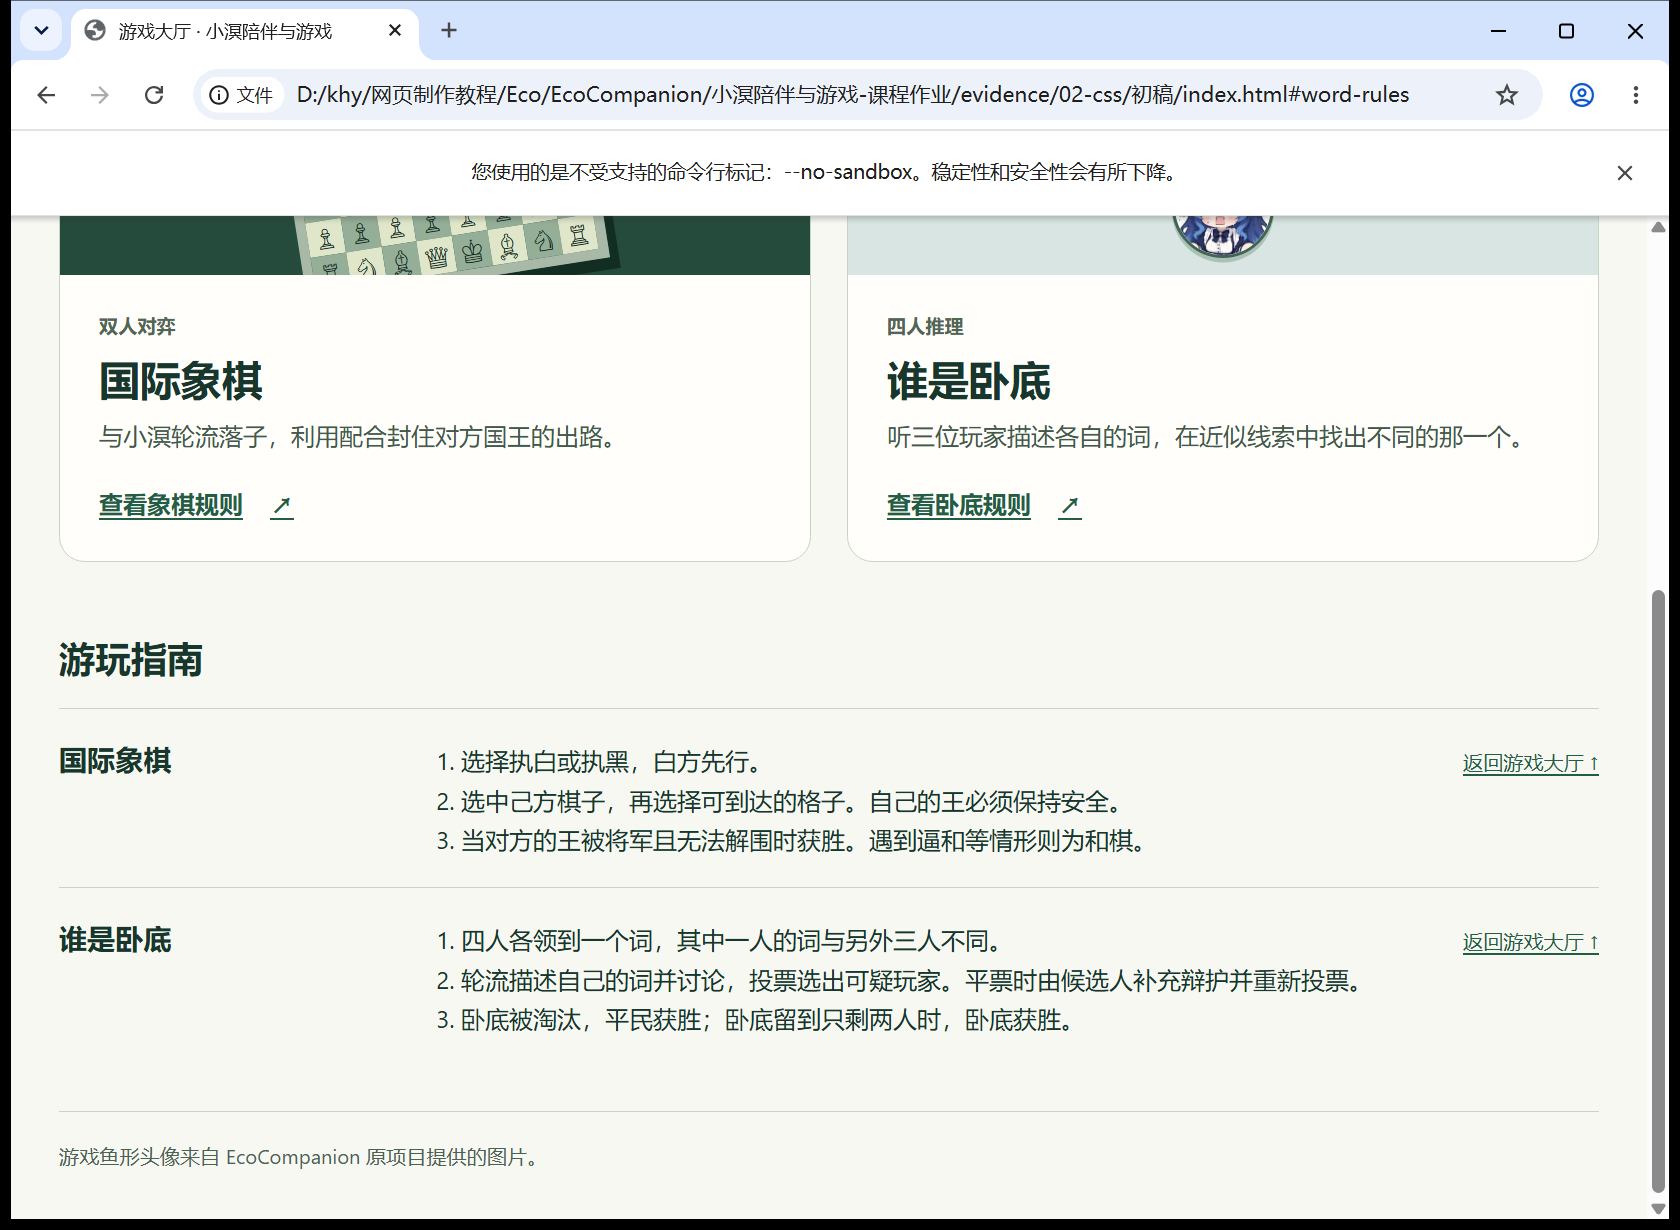 游戏大厅 · 小溟陪伴与游戏
文件
D:/khy/网页制作教程/Eco/EcoCompanion/小溟陪伴与游戏-课程作业/evidence/02-css/初稿/index.html#word-rules
您使用的是不受支持的命令行标记：--no-sandbox。稳定性和安全性会有所下降。
双人对弈
国际象棋
与小溟轮流落子，利用配合封住对方国王的出路。
查看象棋规则 ↗
四人推理
谁是卧底
听三位玩家描述各自的词，在近似线索中找出不同的那一个。
查看卧底规则 ↗
游玩指南
国际象棋
1. 选择执白或执黑，白方先行。
2. 选中己方棋子，再选择可到达的格子。自己的王必须保持安全。
3. 当对方的王被将军且无法解围时获胜。遇到逼和等情形则为和棋。
返回游戏大厅 ↑
谁是卧底
1. 四人各领到一个词，其中一人的词与另外三人不同。
2. 轮流描述自己的词并讨论，投票选出可疑玩家。平票时由候选人补充辩护并重新投票。
3. 卧底被淘汰，平民获胜；卧底留到只剩两人时，卧底获胜。
返回游戏大厅 ↑
游戏鱼形头像来自 EcoCompanion 原项目提供的图片。